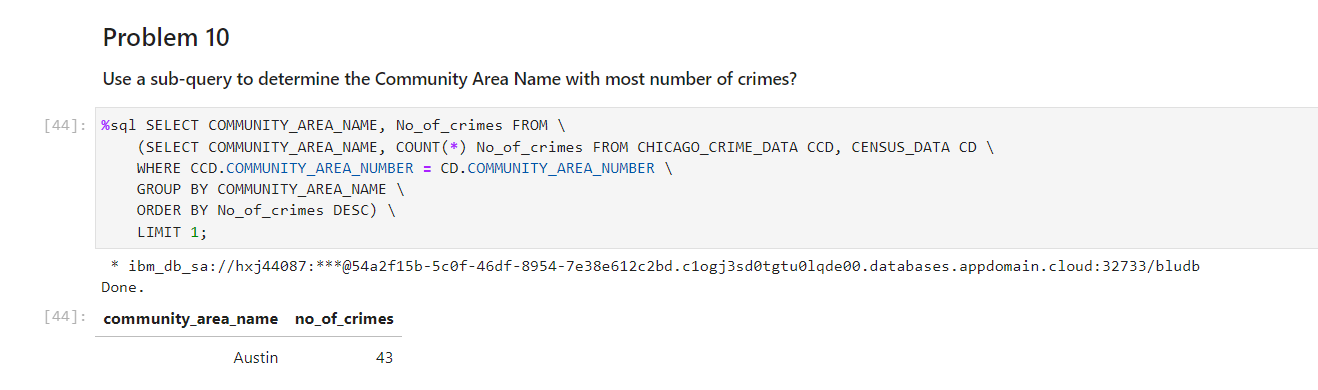 Problem 10
Use a sub-query to determine the Community Area Name with most number of crimes?
[44]: %sql SELECT COMMUNITY_AREA_NAME, No_of_crimes FROM \
(SELECT COMMUNITY_AREA_NAME, COUNT(*) No_of_crimes FROM CHICAGO_CRIME_DATA CCD, CENSUS_DATA CD \
WHERE CCD.COMMUNITY_AREA_NUMBER = CD.COMMUNITY_AREA_NUMBER \
GROUP BY COMMUNITY_AREA_NAME \
ORDER BY No_of_crimes DESC) \
LIMIT 1;
* ibm_db_sa://hxj44087:***@54a2f15b-5c0f-46df-8954-7e38e612c2bd.c1ogj3sd0tgtu0lqde00.databases.appdomain.cloud:32733/bludb
Done.
[44]: community_area_name no_of_crimes
Austin 43